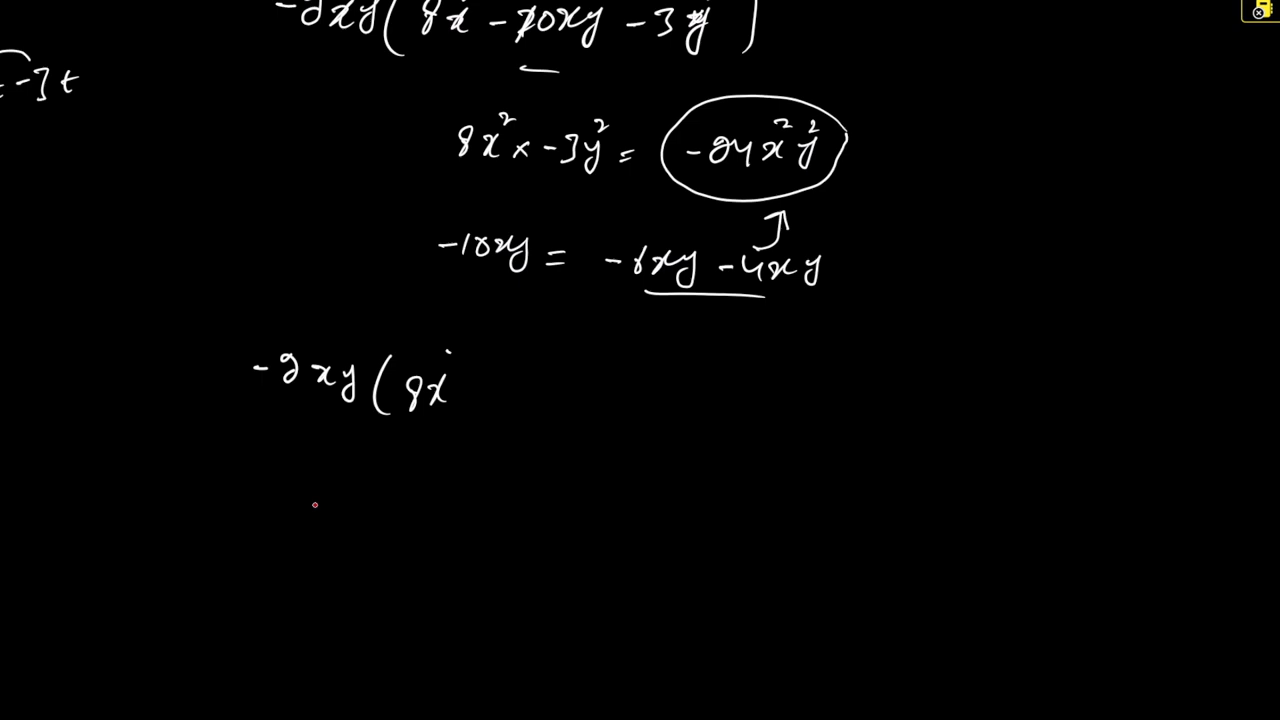 -2xy(8x² - 10xy - 3y²)
-3t
8x² × -3y² = -24x²y²
-10xy = -6xy - 4xy
-2xy(8x